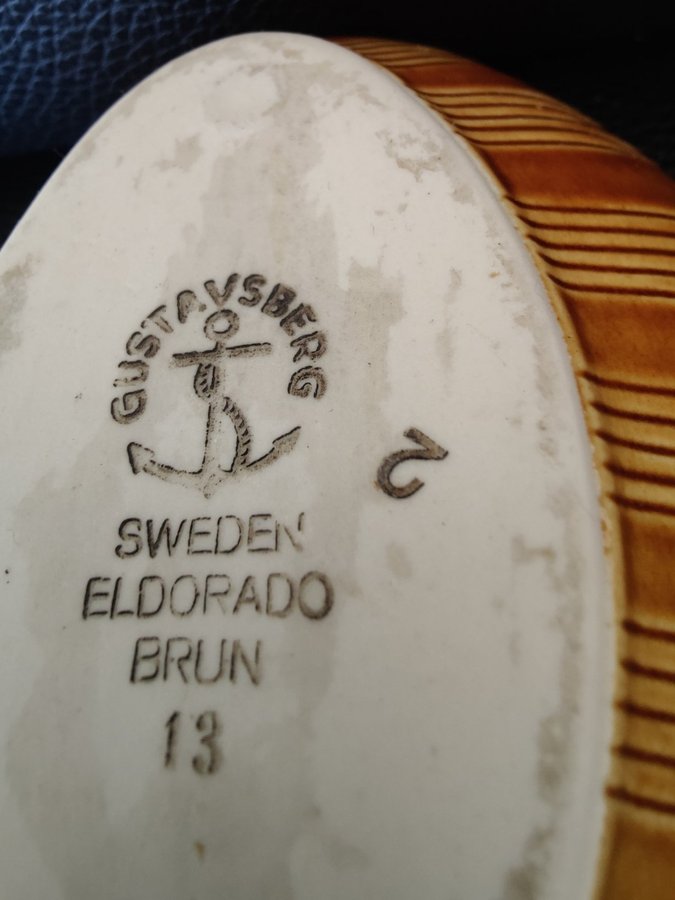 GUSTAVSBERG
2
SWEDEN
ELDORADO
BRUN
13